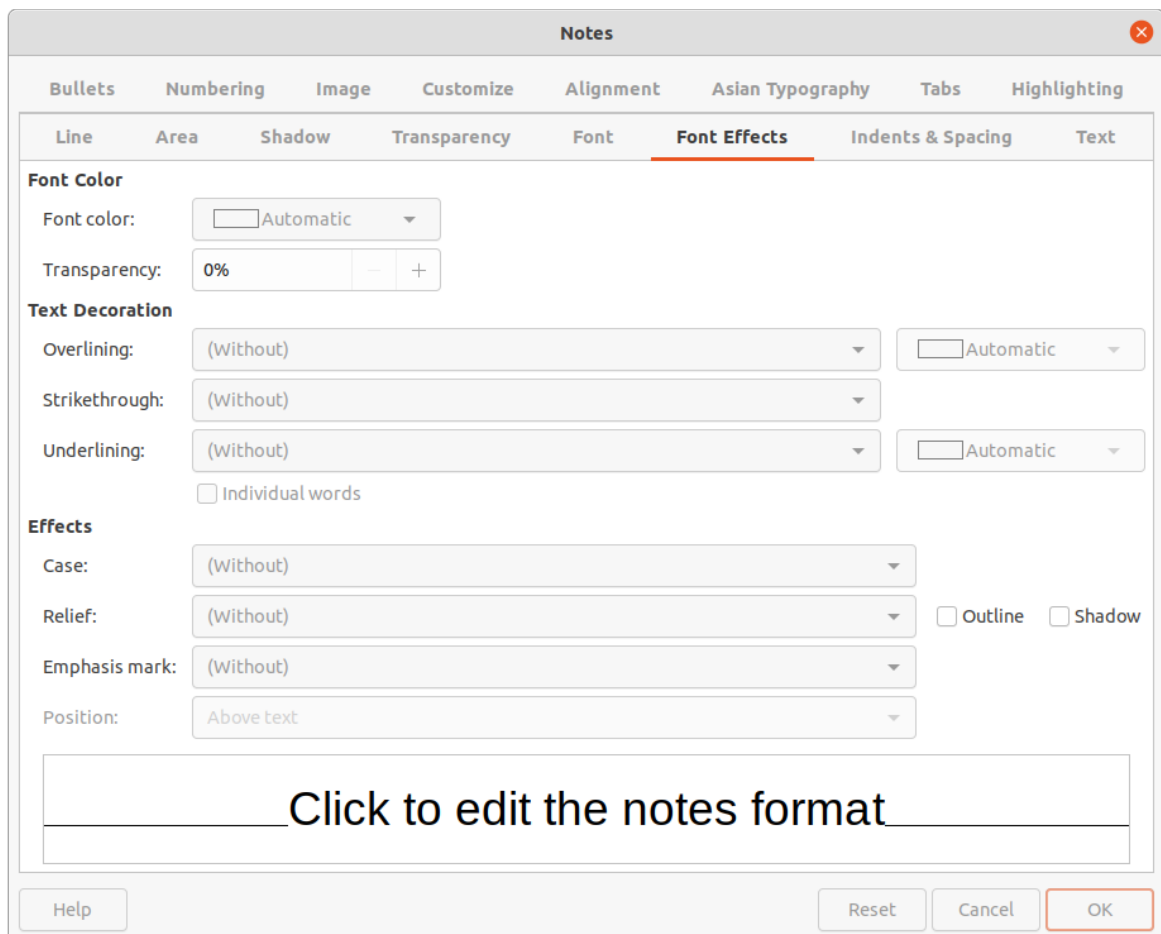 Notes
Bullets Numbering Image Customize Alignment Asian Typography Tabs Highlighting
Line Area Shadow Transparency Font Font Effects Indents & Spacing Text
Font Color
Font color: Automatic
Transparency: 0%
Text Decoration
Overlining: (Without) Automatic
Strikethrough: (Without)
Underlining: (Without) Automatic
Individual words
Effects
Case: (Without)
Relief: (Without) Outline Shadow
Emphasis mark: (Without)
Position: Above text
Click to edit the notes format
Help Reset Cancel OK